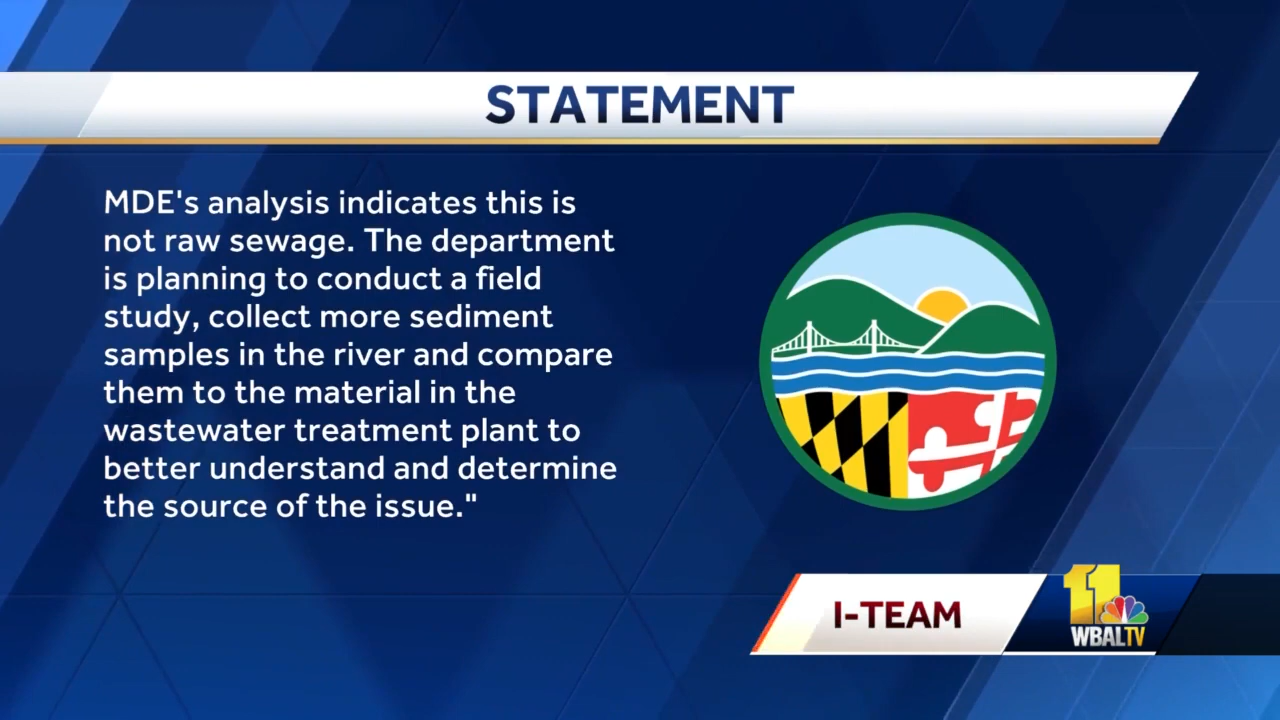 STATEMENT
MDE's analysis indicates this is
not raw sewage. The department
is planning to conduct a field
study, collect more sediment
samples in the river and compare
them to the material in the
wastewater treatment plant to
better understand and determine
the source of the issue."
I-TEAM
11
WBALTV